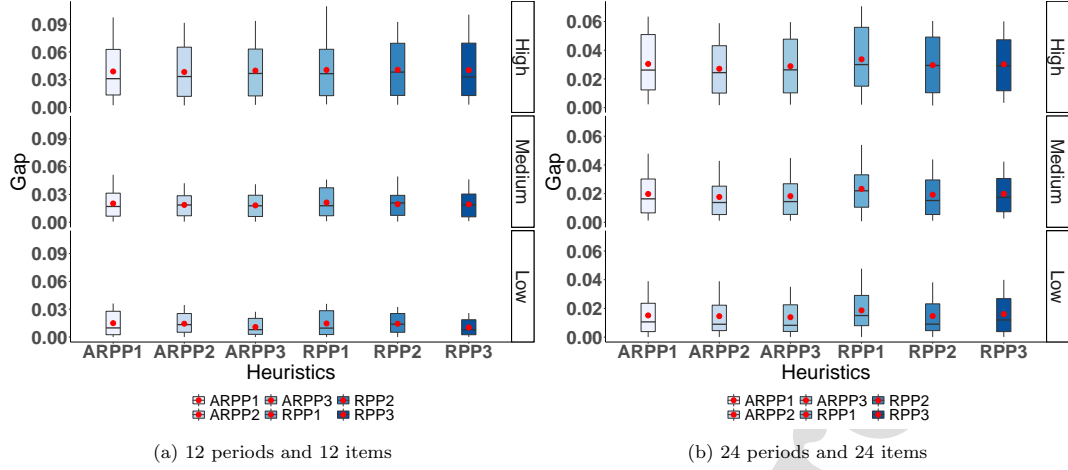 0.09
0.06
0.03
0.00
High
0.09
0.06
0.03
0.00
Medium
0.09
0.06
0.03
0.00
Low
Gap
ARPP1 ARPP2 ARPP3 RPP1 RPP2 RPP3
Heuristics
ARPP1 ARPP3 RPP2
ARPP2 RPP1 RPP3
(a) 12 periods and 12 items
0.06
0.04
0.02
0.00
High
0.06
0.04
0.02
0.00
Medium
0.06
0.04
0.02
0.00
Low
Gap
ARPP1 ARPP2 ARPP3 RPP1 RPP2 RPP3
Heuristics
ARPP1 ARPP3 RPP2
ARPP2 RPP1 RPP3
(b) 24 periods and 24 items